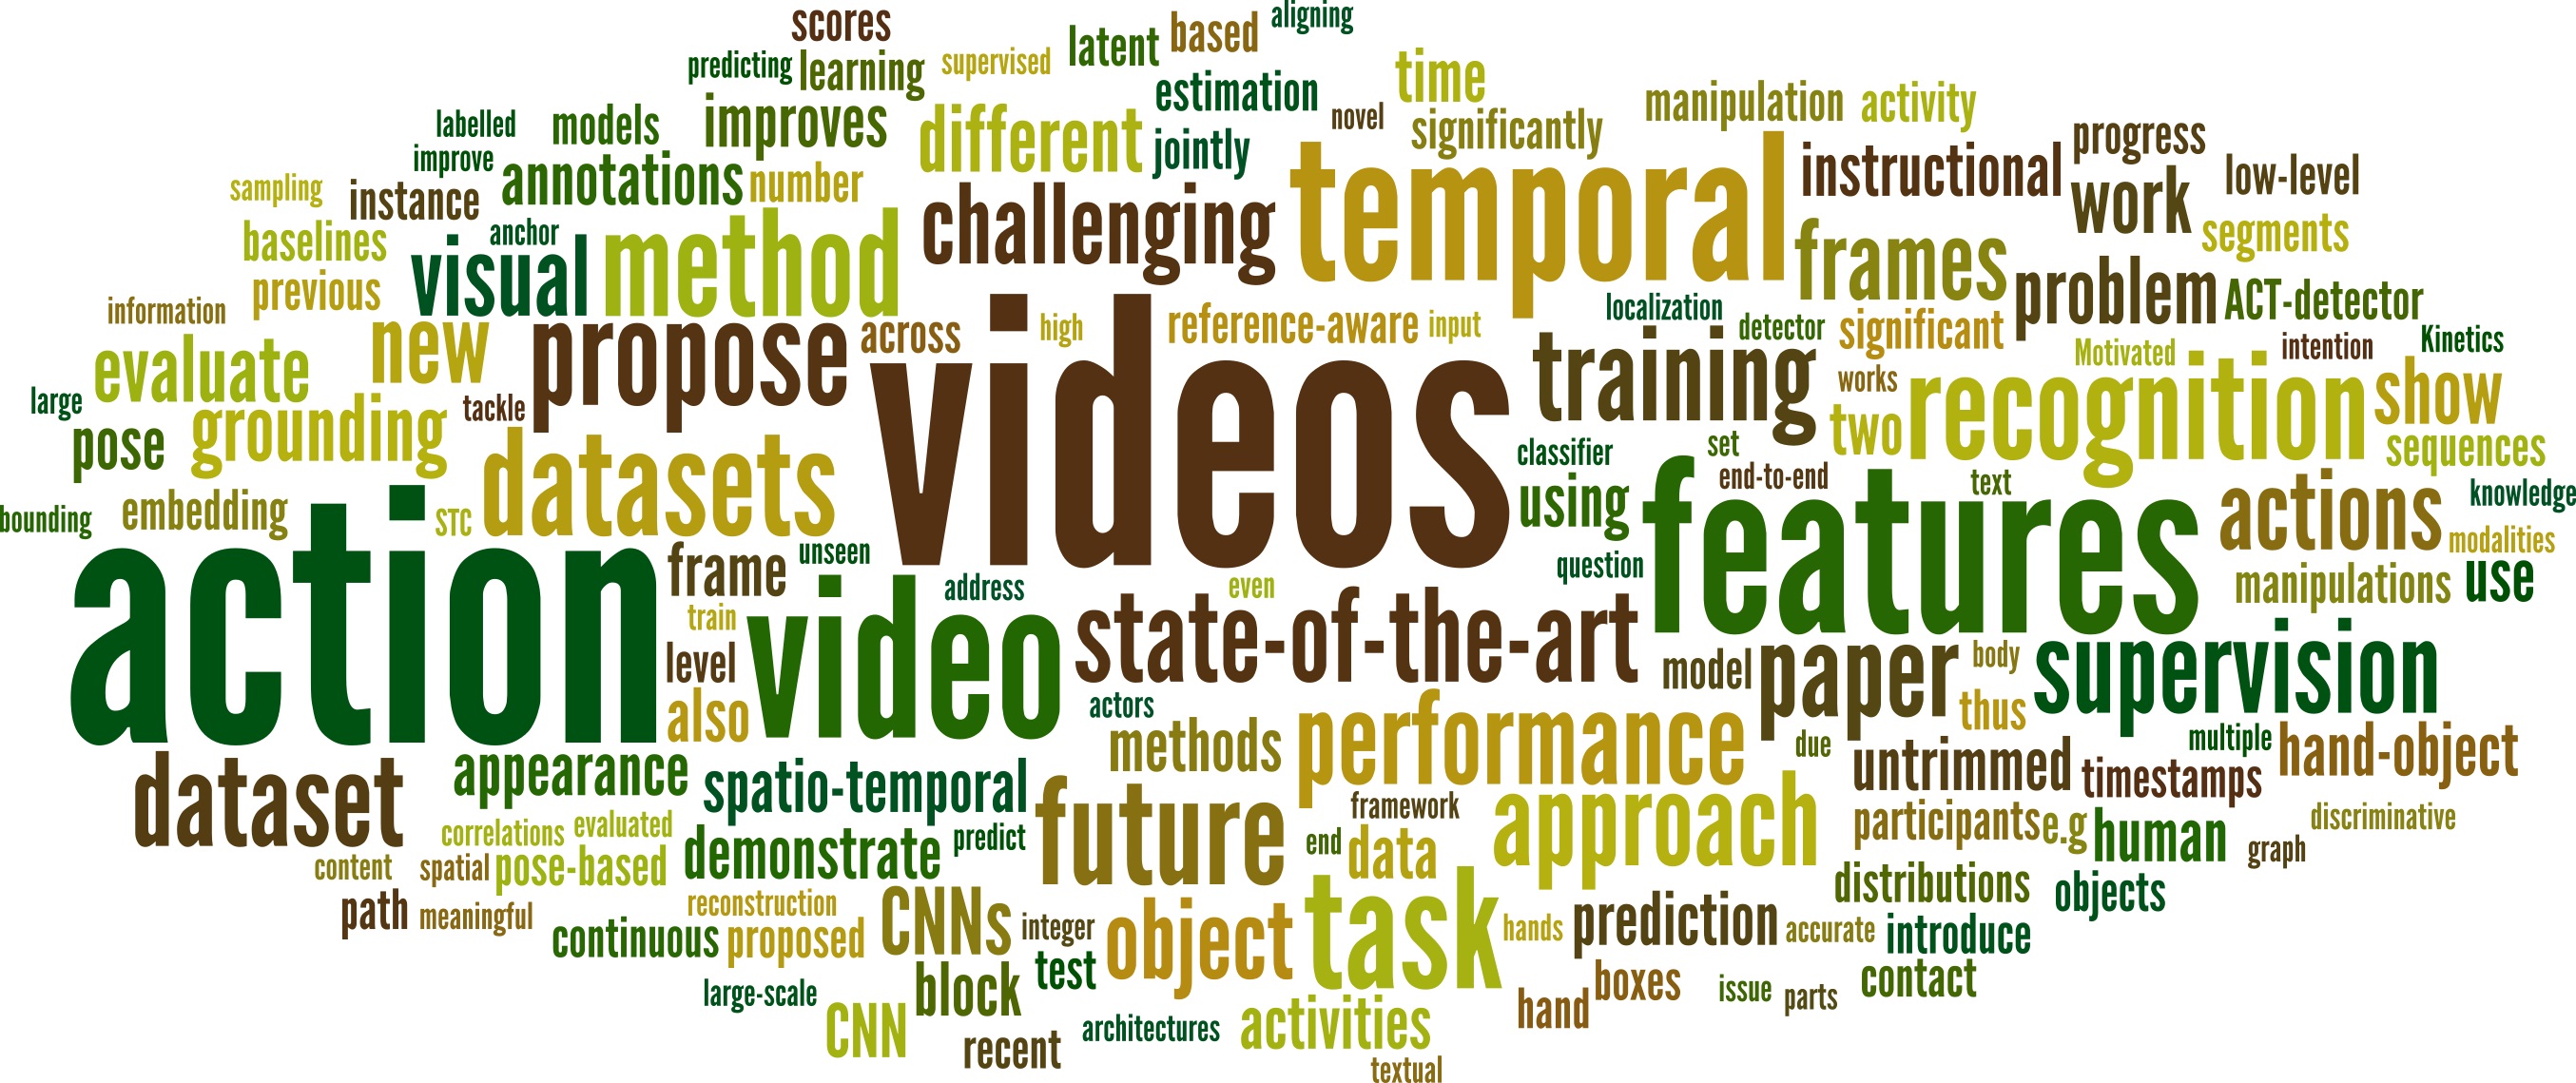 scores
based
aligning
predicting
learning
supervised
latent
time
labelled
models
improves
different
estimation
novel
significantly
manipulation
activity
improve
annotations
number
jointly
temporal
instructional
progress
sampling
instance
challenging
work
low-level
baselines
anchor
visual
method
frames
segments
information
previous
new
propose
across
videos
high
reference-aware
input
localization
detector
significant
problem
ACT-detector
evaluate
training
Motivated
intention
Kinetics
large
grounding
tackle
works
two
recognition
show
pose
datasets
classifier
set
sequences
bounding
embedding
STC
using
end-to-end
text
actions
knowledge
action
frame
unseen
question
features
modalities
train
video
address
even
state-of-the-art
manipulations
use
level
also
actors
model
paper
body
supervision
methods
performance
thus
dataset
appearance
spatio-temporal
due
untrimmed
multiple
timestamps
hand-object
correlations
evaluated
future
framework
approach
participants
e.g
human
discriminative
content
spatial
pose-based
demonstrate
predict
end
data
graph
path
meaningful
reconstruction
CNNs
task
distributions
objects
continuous
proposed
integer
object
hands
prediction
accurate
introduce
large-scale
block
test
boxes
issue
parts
contact
CNN
recent
architectures
activities
hand
textual